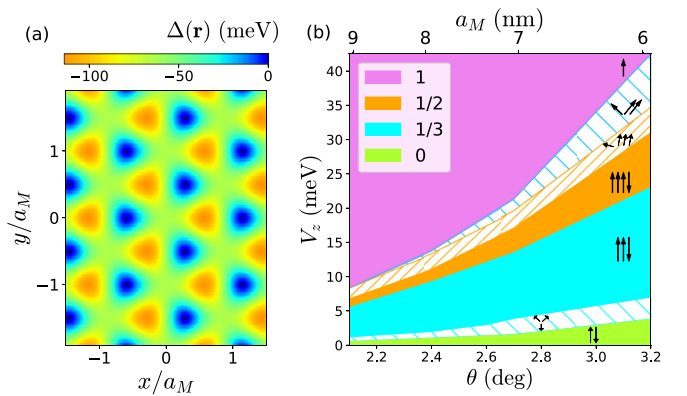 (a)
Δ(r) (meV)
−100 −50 0
1
0
−1
y/a_M
−1 0 1
x/a_M
(b)
a_M (nm)
9 8 7 6
40
35
30
25
20
15
10
5
0
V_z (meV)
1
1/2
1/3
0
2.2 2.4 2.6 2.8 3.0 3.2
θ (deg)